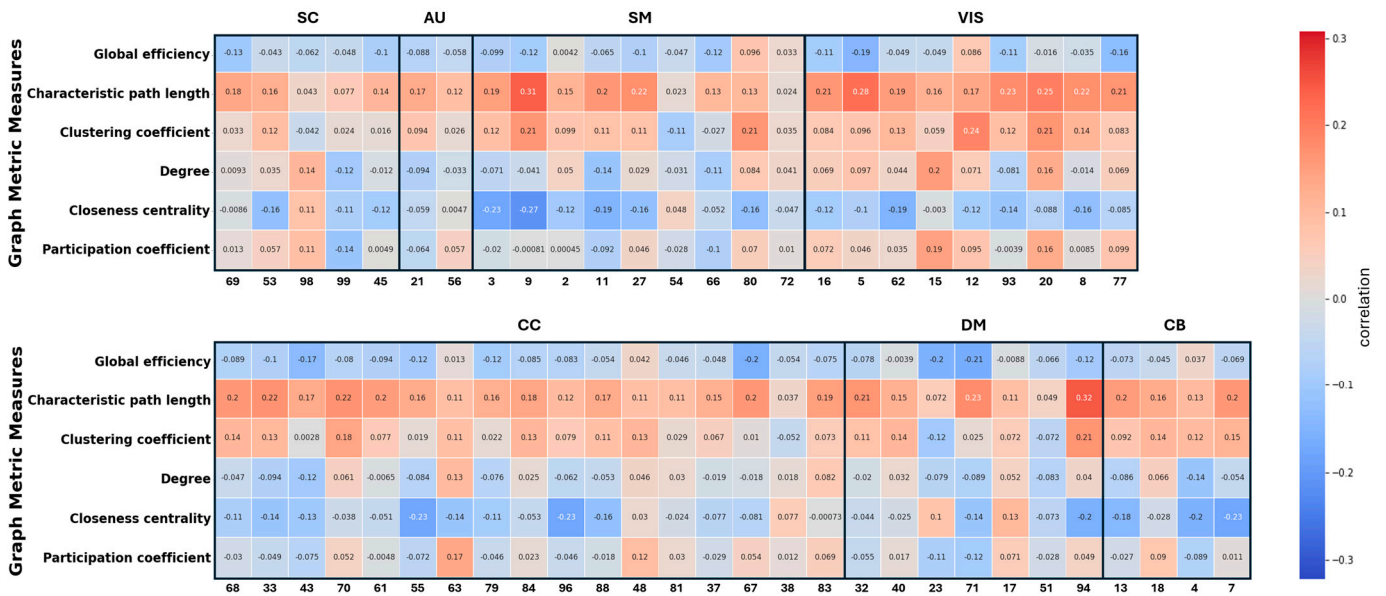 SC AU SM VIS
Graph Metric Measures
Global efficiency -0.13 -0.043 -0.062 -0.048 -0.1 -0.088 -0.058 -0.099 -0.12 0.0042 -0.065 -0.1 -0.047 -0.12 0.096 0.033 -0.11 -0.19 -0.049 -0.049 0.086 -0.11 -0.016 -0.035 -0.16
Characteristic path length 0.18 0.16 0.043 0.077 0.14 0.17 0.12 0.19 0.31 0.15 0.2 0.22 0.023 0.13 0.13 0.024 0.21 0.28 0.19 0.16 0.17 0.23 0.25 0.22 0.21
Clustering coefficient 0.033 0.12 -0.042 0.024 0.016 0.094 0.026 0.12 0.21 0.099 0.11 0.11 -0.11 -0.027 0.21 0.035 0.084 0.096 0.13 0.059 0.24 0.12 0.21 0.14 0.083
Degree 0.0093 0.035 0.14 -0.12 -0.012 -0.094 -0.033 -0.071 -0.041 0.05 -0.14 0.029 -0.031 -0.11 0.084 0.041 0.069 0.097 0.044 0.2 0.071 -0.081 0.16 -0.014 0.069
Closeness centrality -0.0086 -0.16 0.11 -0.11 -0.12 -0.059 0.0047 -0.23 -0.27 -0.12 -0.19 -0.16 0.048 -0.052 -0.16 -0.047 -0.12 -0.1 -0.19 -0.003 -0.12 -0.14 -0.088 -0.16 -0.085
Participation coefficient 0.013 0.057 0.11 -0.14 0.0049 -0.064 0.057 -0.02 -0.00081 0.00045 -0.092 0.046 -0.028 -0.1 0.07 0.01 0.072 0.046 0.035 0.19 0.095 -0.0039 0.16 0.0085 0.099
69 53 98 99 45 21 56 3 9 2 11 27 54 66 80 72 16 5 62 15 12 93 20 8 77
CC DM CB
Graph Metric Measures
Global efficiency -0.089 -0.1 -0.17 -0.08 -0.094 -0.12 0.013 -0.12 -0.085 -0.083 -0.054 0.042 -0.046 -0.048 -0.2 -0.054 -0.075 -0.078 -0.0039 -0.2 -0.21 -0.0088 -0.066 -0.12 -0.073 -0.045 0.037 -0.069
Characteristic path length 0.2 0.22 0.17 0.22 0.2 0.16 0.11 0.16 0.18 0.12 0.17 0.11 0.11 0.15 0.2 0.037 0.19 0.21 0.15 0.072 0.23 0.11 0.049 0.32 0.2 0.16 0.13 0.2
Clustering coefficient 0.14 0.13 0.0028 0.18 0.077 0.019 0.11 0.022 0.13 0.079 0.11 0.13 0.029 0.067 0.01 -0.052 0.073 0.11 0.14 -0.12 0.025 0.072 -0.072 0.21 0.092 0.14 0.12 0.15
Degree -0.047 -0.094 -0.12 0.061 -0.0065 -0.084 0.13 -0.076 0.025 -0.062 -0.053 0.046 0.03 -0.019 -0.018 0.018 0.082 -0.02 0.032 -0.079 -0.089 0.052 -0.083 0.04 -0.086 0.066 -0.14 -0.054
Closeness centrality -0.11 -0.14 -0.13 -0.038 -0.051 -0.23 -0.14 -0.11 -0.053 -0.23 -0.16 0.03 -0.024 -0.077 -0.081 0.077 -0.00073 -0.044 -0.025 0.1 -0.14 0.13 -0.073 -0.2 -0.18 -0.028 -0.2 -0.23
Participation coefficient -0.03 -0.049 -0.075 0.052 -0.0048 -0.072 0.17 -0.046 0.023 -0.046 -0.018 0.12 0.03 -0.029 0.054 0.012 0.069 -0.055 0.017 -0.11 -0.12 0.071 -0.028 0.049 -0.027 0.09 -0.089 0.011
68 33 43 70 61 55 63 79 84 96 88 48 81 37 67 38 83 32 40 23 71 17 51 94 13 18 4 7
0.3
0.2
0.1
0.0
−0.1
−0.2
−0.3
correlation